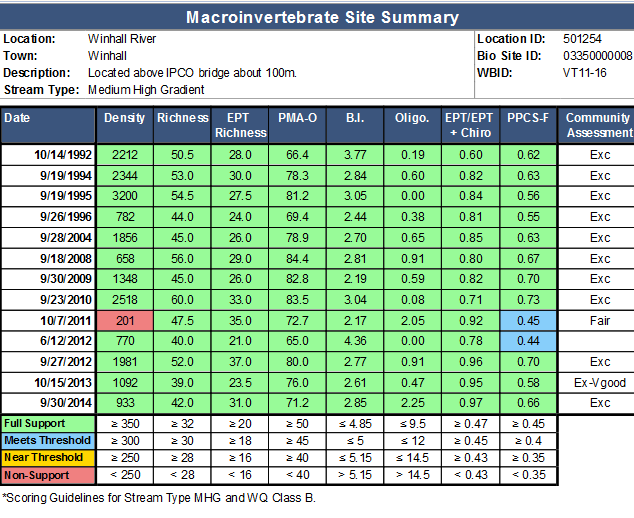 Macroinvertebrate Site Summary
Location: Winhall River Location ID: 501254
Town: Winhall Bio Site ID: 03350000008
Description: Located above IPCO bridge about 100m. WBID: VT11-16
Stream Type: Medium High Gradient
Date Density Richness EPT Richness PMA-O B.I. Oligo. EPT/EPT + Chiro PPCS-F Community Assessment
10/14/1992 2212 50.5 28.0 66.4 3.77 0.19 0.60 0.62 Exc
9/19/1994 2344 53.0 30.0 78.3 2.84 0.60 0.82 0.63 Exc
9/19/1995 3200 54.5 27.5 81.2 3.05 0.00 0.84 0.56 Exc
9/26/1996 782 44.0 24.0 69.4 2.44 0.38 0.81 0.55 Exc
9/28/2004 1856 45.0 26.0 78.9 2.70 0.65 0.85 0.63 Exc
9/18/2008 658 56.0 29.0 84.4 2.81 0.91 0.80 0.67 Exc
9/30/2009 1348 45.0 26.0 82.8 2.19 0.59 0.82 0.70 Exc
9/23/2010 2518 60.0 33.0 83.5 3.04 0.08 0.71 0.73 Exc
10/7/2011 201 47.5 35.0 72.7 2.17 2.05 0.92 0.45 Fair
6/12/2012 770 40.0 21.0 65.0 4.36 0.00 0.78 0.44
9/27/2012 1981 52.0 37.0 80.0 2.77 0.91 0.96 0.70 Exc
10/15/2013 1092 39.0 23.5 76.0 2.61 0.47 0.95 0.58 Ex-Vgood
9/30/2014 933 42.0 31.0 71.2 2.85 2.25 0.97 0.66 Exc
Full Support ≥ 350 ≥ 32 ≥ 20 ≥ 50 ≤ 4.85 ≤ 9.5 ≥ 0.47 ≥ 0.45
Meets Threshold ≥ 300 ≥ 30 ≥ 18 ≥ 45 ≤ 5 ≤ 12 ≥ 0.45 ≥ 0.4
Near Threshold ≥ 250 ≥ 28 ≥ 16 ≥ 40 ≤ 5.15 ≤ 14.5 ≥ 0.43 ≥ 0.35
Non-Support < 250 < 28 < 16 < 40 > 5.15 > 14.5 < 0.43 < 0.35
*Scoring Guidelines for Stream Type MHG and WQ Class B.